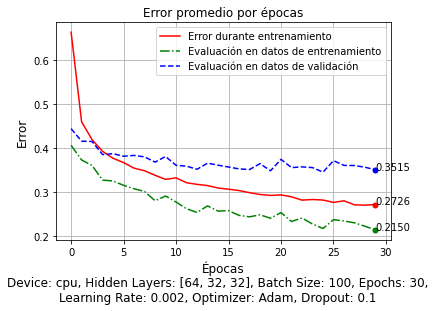 Error promedio por épocas
Error durante entrenamiento
Evaluación en datos de entrenamiento
Evaluación en datos de validación
Error
0.7
0.6
0.5
0.4
0.3
0.2
0.3515
0.2726
0.2150
0 5 10 15 20 25 30
Épocas
Device: cpu, Hidden Layers: [64, 32, 32], Batch Size: 100, Epochs: 30,
Learning Rate: 0.002, Optimizer: Adam, Dropout: 0.1